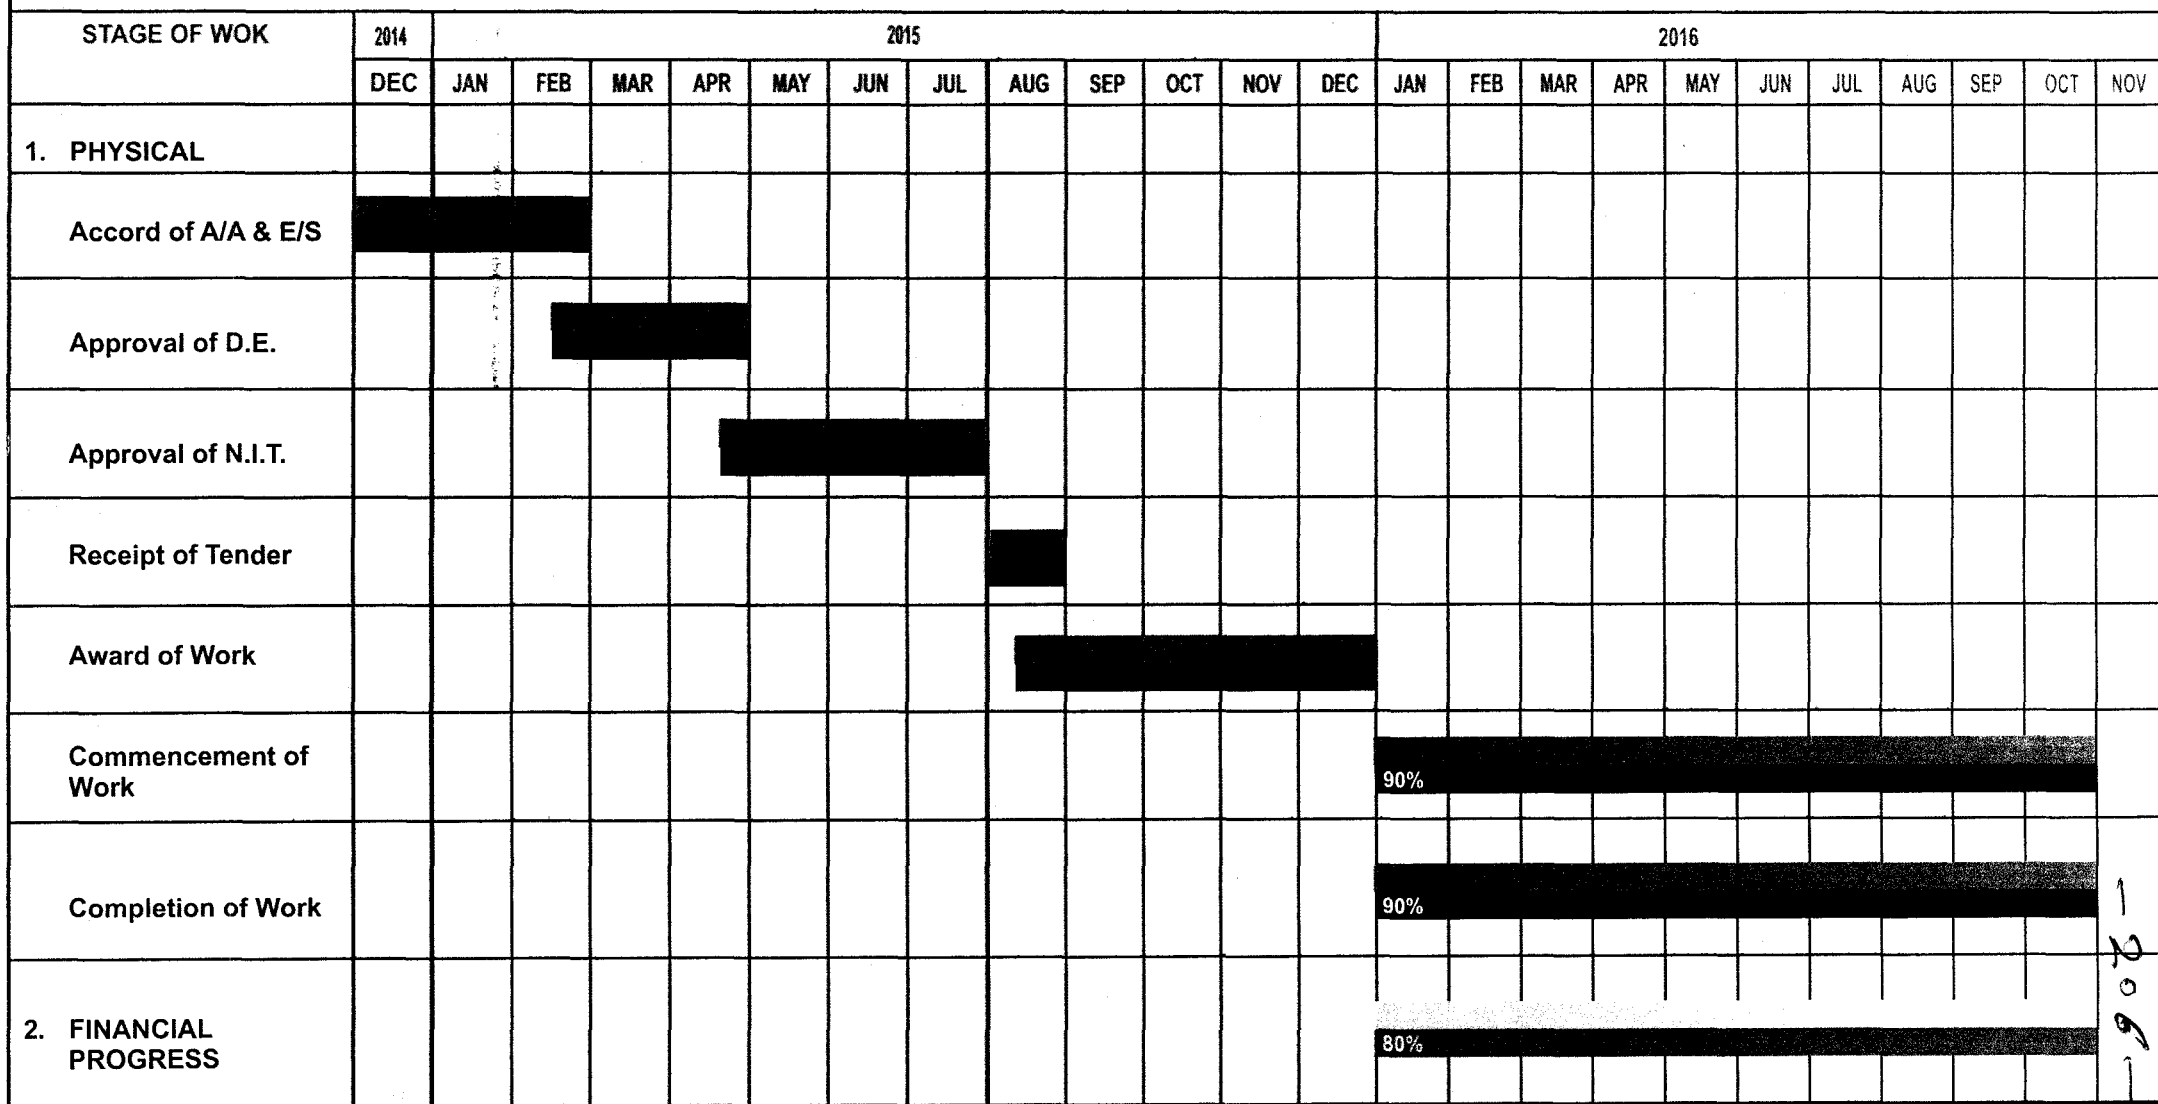 STAGE OF WOK 2014 2015 2016
DEC JAN FEB MAR APR MAY JUN JUL AUG SEP OCT NOV DEC JAN FEB MAR APR MAY JUN JUL AUG SEP OCT NOV
1. PHYSICAL
Accord of A/A & E/S
Approval of D.E.
Approval of N.I.T.
Receipt of Tender
Award of Work
Commencement of
Work
90%
Completion of Work
90%
2. FINANCIAL
PROGRESS
80%